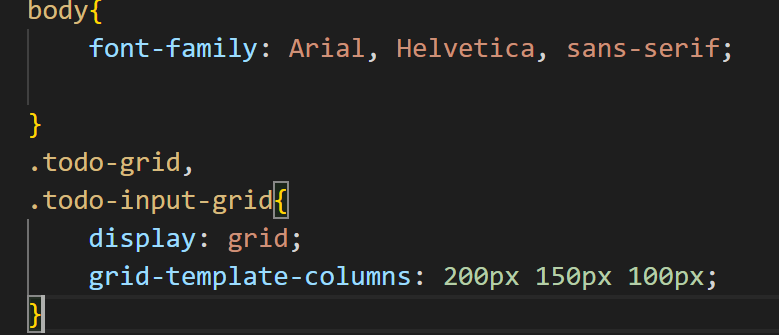 body{
    font-family: Arial, Helvetica, sans-serif;
}
.todo-grid,
.todo-input-grid{
    display: grid;
    grid-template-columns: 200px 150px 100px;
}